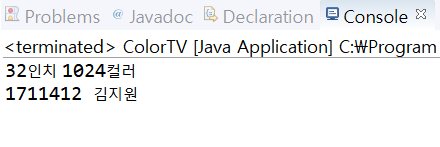 Problems @ Javadoc Declaration Console
<terminated> ColorTV [Java Application] C:₩Program
32인치 1024컬러
1711412 김지원